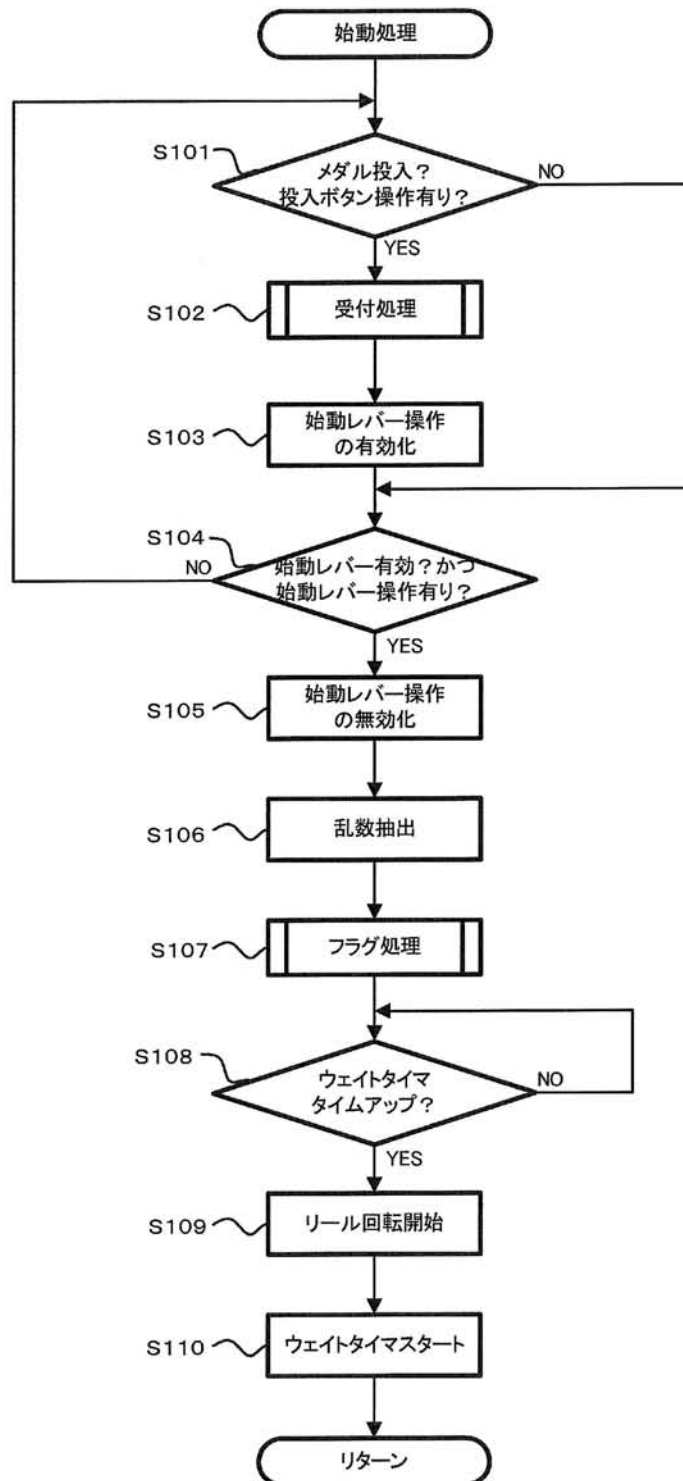 始動処理
S101
メダル投入？
投入ボタン操作有り？
NO
YES
S102
受付処理
S103
始動レバー操作
の有効化
S104
始動レバー有効？かつ
始動レバー操作有り？
NO
YES
S105
始動レバー操作
の無効化
S106
乱数抽出
S107
フラグ処理
S108
ウェイトタイマ
タイムアップ？
NO
YES
S109
リール回転開始
S110
ウェイトタイマスタート
リターン